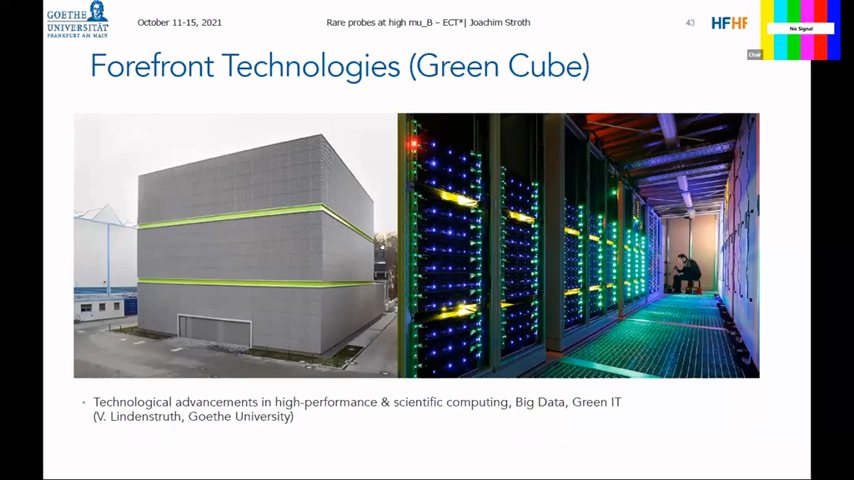 GOETHE
UNIVERSITÄT
FRANKFURT AM MAIN
October 11-15, 2021
Rare probes at high mu_B – ECT*| Joachim Stroth
43
HFHF
No Signal
Chair
Forefront Technologies (Green Cube)
• Technological advancements in high-performance & scientific computing, Big Data, Green IT
(V. Lindenstruth, Goethe University)